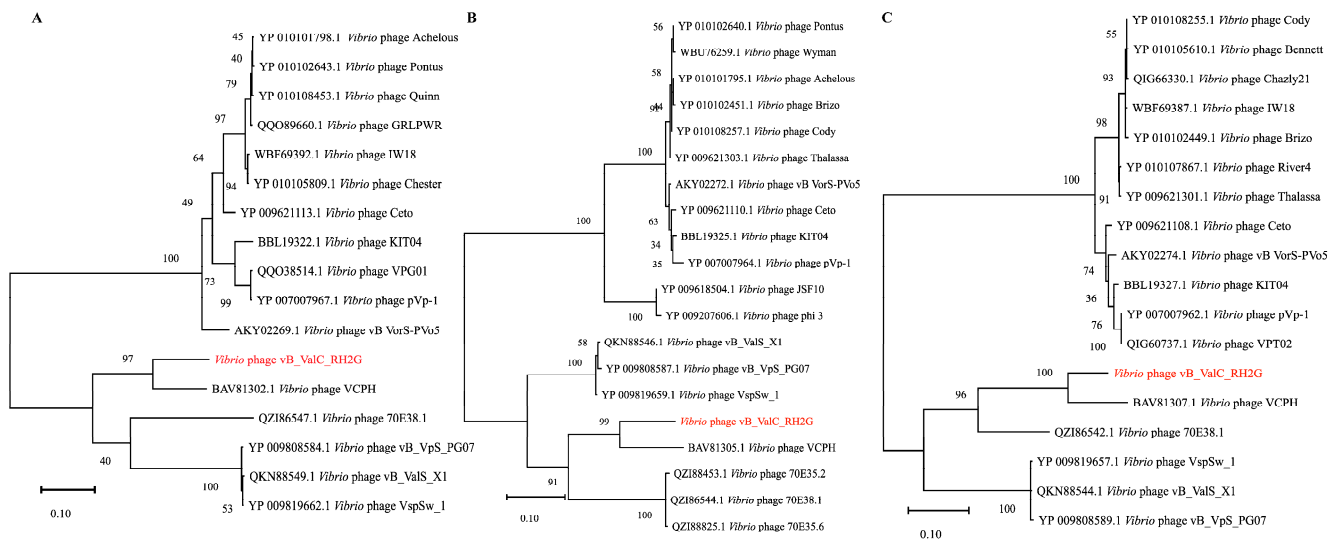 A
45
YP 010101798.1 Vibrio phage Achelous
40
YP 010102643.1 Vibrio phage Pontus
79
YP 010108453.1 Vibrio phage Quinn
97
QQO89660.1 Vibrio phage GRLPWR
64
WBF69392.1 Vibrio phage IW18
94
YP 010105809.1 Vibrio phage Chester
49
YP 009621113.1 Vibrio phage Ceto
BBL19322.1 Vibrio phage KIT04
100
73
QQO38514.1 Vibrio phage VPG01
99
YP 007007967.1 Vibrio phage pVp-1
AKY02269.1 Vibrio phage vB VorS-PVo5
97
Vibrio phage vB_ValC_RH2G
BAV81302.1 Vibrio phage VCPH
QZI86547.1 Vibrio phage 70E38.1
40
YP 009808584.1 Vibrio phage vB_VpS_PG07
100
QKN88549.1 Vibrio phage vB_ValS_X1
53
YP 009819662.1 Vibrio phage VspSw_1
0.10
B
56
YP 010102640.1 Vibrio phage Pontus
WBU76259.1 Vibrio phage Wyman
58
YP 010101795.1 Vibrio phage Achelous
YP 010102451.1 Vibrio phage Brizo
YP 010108257.1 Vibrio phage Cody
100
YP 009621303.1 Vibrio phage Thalassa
AKY02272.1 Vibrio phage vB VorS-PVo5
63
YP 009621110.1 Vibrio phage Ceto
34
BBL19325.1 Vibrio phage KIT04
35
YP 007007964.1 Vibrio phage pVp-1
100
YP 009618504.1 Vibrio phage JSF10
100
YP 009207606.1 Vibrio phage phi 3
58
QKN88546.1 Vibrio phage vB_ValS_X1
100
YP 009808587.1 Vibrio phage vB_VpS_PG07
YP 009819659.1 Vibrio phage VspSw_1
99
Vibrio phage vB_ValC_RH2G
BAV81305.1 Vibrio phage VCPH
91
QZI88453.1 Vibrio phage 70E35.2
QZI86544.1 Vibrio phage 70E38.1
100
QZI88825.1 Vibrio phage 70E35.6
0.10
C
YP 010108255.1 Vibrio phage Cody
55
YP 010105610.1 Vibrio phage Bennett
93
QIG66330.1 Vibrio phage Chazly21
WBF69387.1 Vibrio phage IW18
98
YP 010102449.1 Vibrio phage Brizo
YP 010107867.1 Vibrio phage River4
100
91
YP 009621301.1 Vibrio phage Thalassa
YP 009621108.1 Vibrio phage Ceto
74
AKY02274.1 Vibrio phage vB VorS-PVo5
36
BBL19327.1 Vibrio phage KIT04
76
YP 007007962.1 Vibrio phage pVp-1
100
QIG60737.1 Vibrio phage VPT02
100
Vibrio phage vB_ValC_RH2G
96
BAV81307.1 Vibrio phage VCPH
QZI86542.1 Vibrio phage 70E38.1
YP 009819657.1 Vibrio phage VspSw_1
QKN88544.1 Vibrio phage vB_ValS_X1
100
YP 009808589.1 Vibrio phage vB_VpS_PG07
0.10